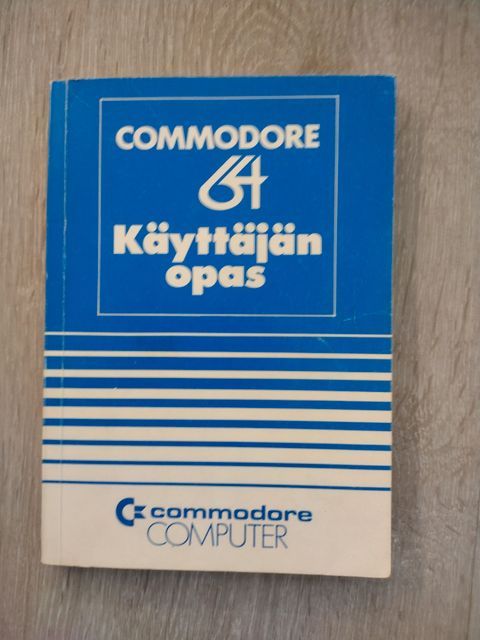 COMMODORE
64
Käyttäjän
opas
commodore
COMPUTER